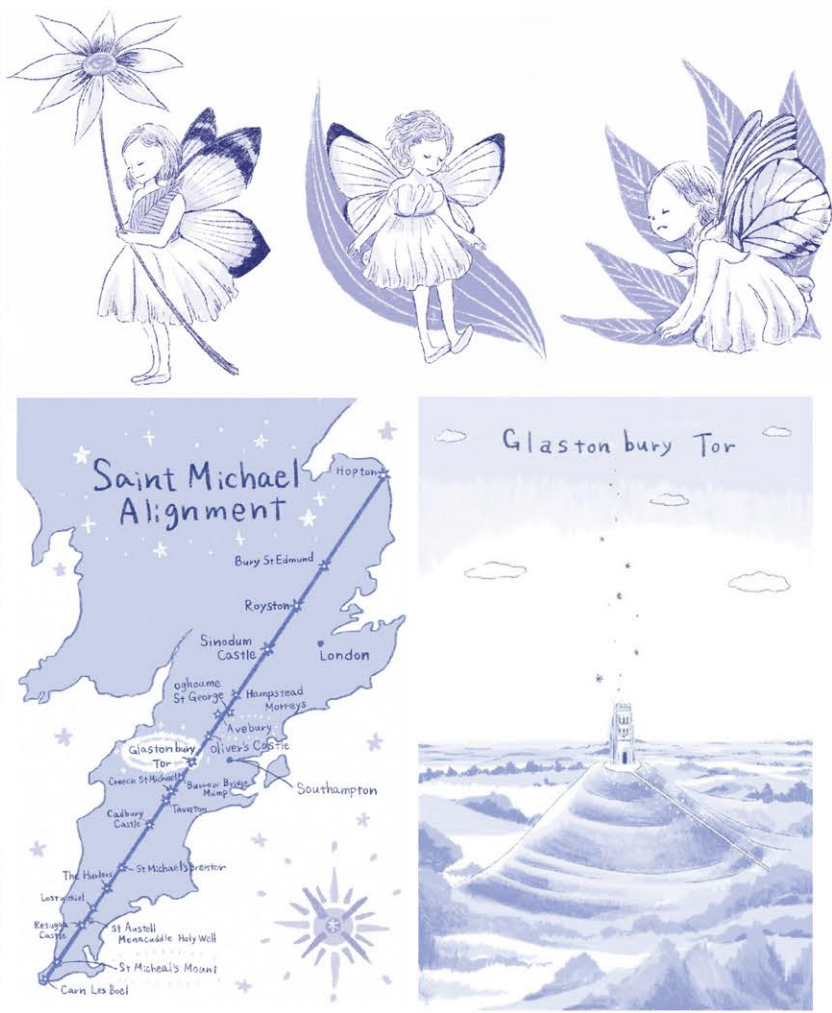 Saint Michael
Alignment
Hopton
Bury St Edmund
Royston
Sinodum
Castle
London
oghoume
St George
Hampstead
Morreys
Avebury
Oliver's Castle
Glastonbury
Tor
Creech St Michael
Burrow Bridge
Mump
Southampton
Taunton
Cadbury
Castle
The Hurlers
St Michael's Brentor
Lostwithiel
Resugga
Castle
St Austell
Menacuddle Holy Well
St Micheal's Mount
Carn Les Boel
Glastonbury Tor